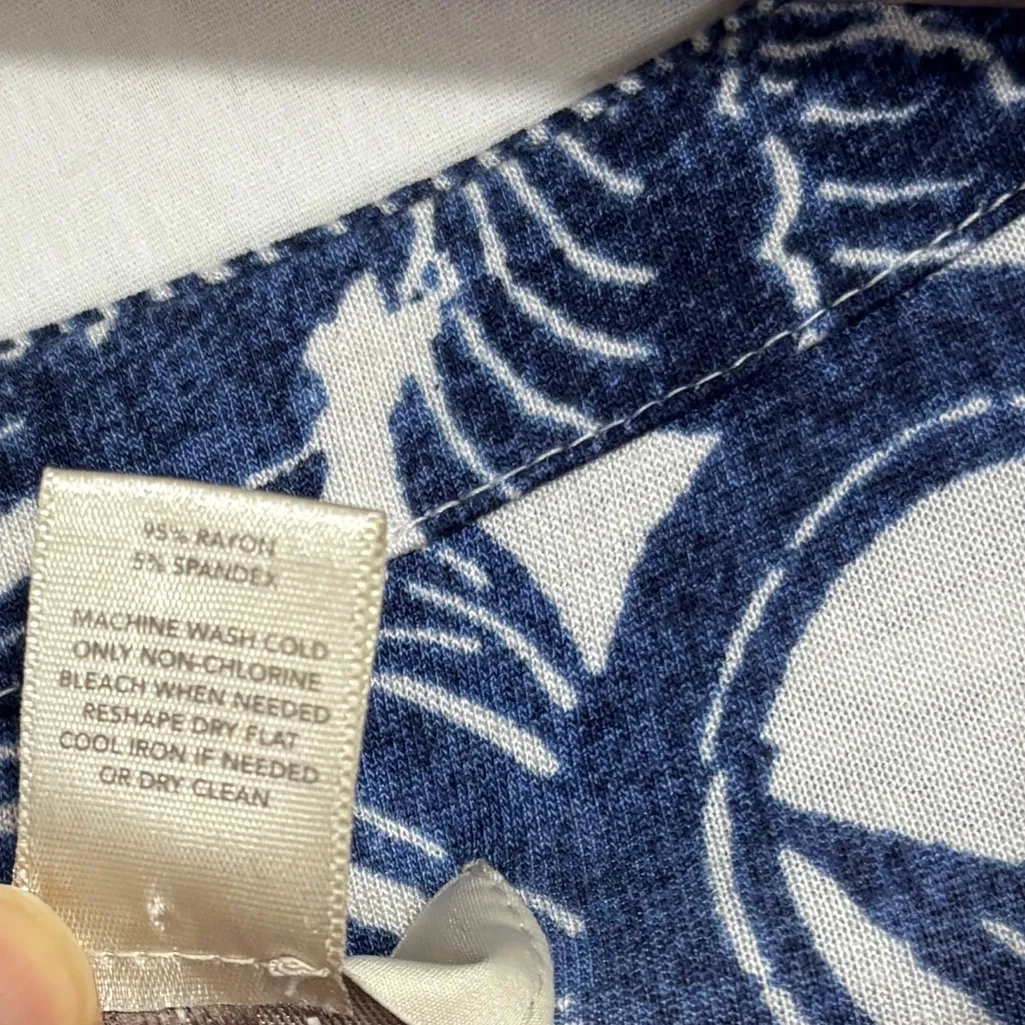 95% RAYON
5% SPANDEX
MACHINE WASH COLD
ONLY NON-CHLORINE
BLEACH WHEN NEEDED
RESHAPE DRY FLAT
COOL IRON IF NEEDED
OR DRY CLEAN